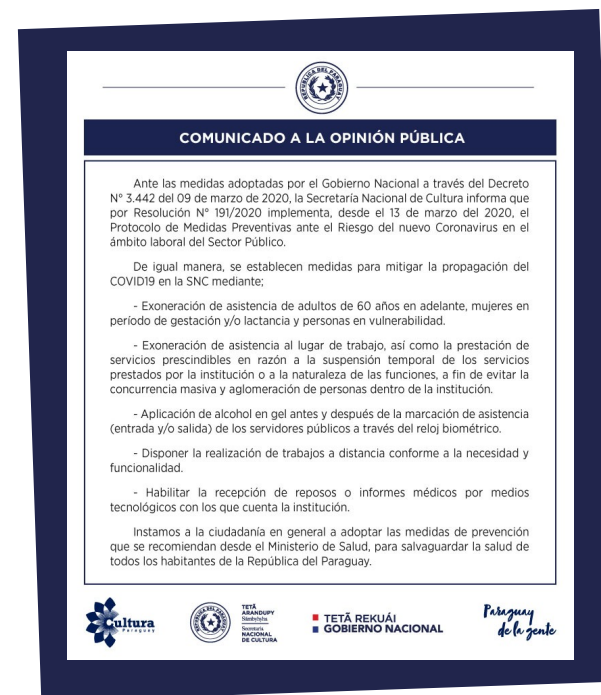 REPUBLICA DEL PARAGUAY
COMUNICADO A LA OPINIÓN PÚBLICA
Ante las medidas adoptadas por el Gobierno Nacional a través del Decreto
N° 3.442 del 09 de marzo de 2020, la Secretaría Nacional de Cultura informa que
por Resolución N° 191/2020 implementa, desde el 13 de marzo del 2020, el
Protocolo de Medidas Preventivas ante el Riesgo del nuevo Coronavirus en el
ámbito laboral del Sector Público.
De igual manera, se establecen medidas para mitigar la propagación del
COVID19 en la SNC mediante;
- Exoneración de asistencia de adultos de 60 años en adelante, mujeres en
período de gestación y/o lactancia y personas en vulnerabilidad.
- Exoneración de asistencia al lugar de trabajo, así como la prestación de
servicios prescindibles en razón a la suspensión temporal de los servicios
prestados por la institución o a la naturaleza de las funciones, a fin de evitar la
concurrencia masiva y aglomeración de personas dentro de la institución.
- Aplicación de alcohol en gel antes y después de la marcación de asistencia
(entrada y/o salida) de los servidores públicos a través del reloj biométrico.
- Disponer la realización de trabajos a distancia conforme a la necesidad y
funcionalidad.
- Habilitar la recepción de reposos o informes médicos por medios
tecnológicos con los que cuenta la institución.
Instamos a la ciudadanía en general a adoptar las medidas de prevención
que se recomiendan desde el Ministerio de Salud, para salvaguardar la salud de
todos los habitantes de la República del Paraguay.
Cultura
Paraguay
TETÃ
ARANDUPY
Sãmbyhyha
Secretaría
NACIONAL
DE CULTURA
TETÃ REKUÁI
GOBIERNO NACIONAL
Paraguay
de la gente